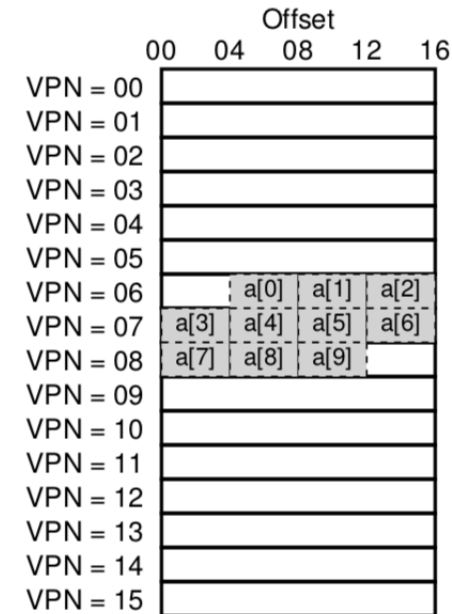 Offset
00 04 08 12 16
VPN = 00
VPN = 01
VPN = 02
VPN = 03
VPN = 04
VPN = 05
VPN = 06 a[0] a[1] a[2]
VPN = 07 a[3] a[4] a[5] a[6]
VPN = 08 a[7] a[8] a[9]
VPN = 09
VPN = 10
VPN = 11
VPN = 12
VPN = 13
VPN = 14
VPN = 15